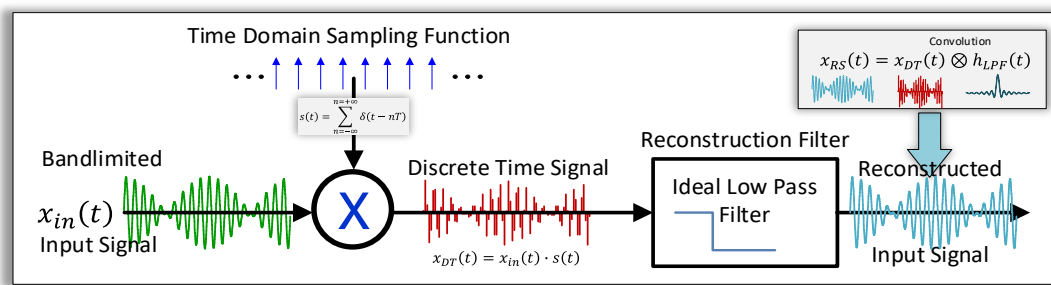 Time Domain Sampling Function
• • •
• • •
s(t) = ∑_{n=-∞}^{n=+∞} δ(t − nT)
Bandlimited
x_{in}(t)
Input Signal
X
Discrete Time Signal
x_{DT}(t) = x_{in}(t) · s(t)
Reconstruction Filter
Ideal Low Pass
Filter
Convolution
x_{RS}(t) = x_{DT}(t) ⊗ h_{LPF}(t)
Reconstructed
Input Signal